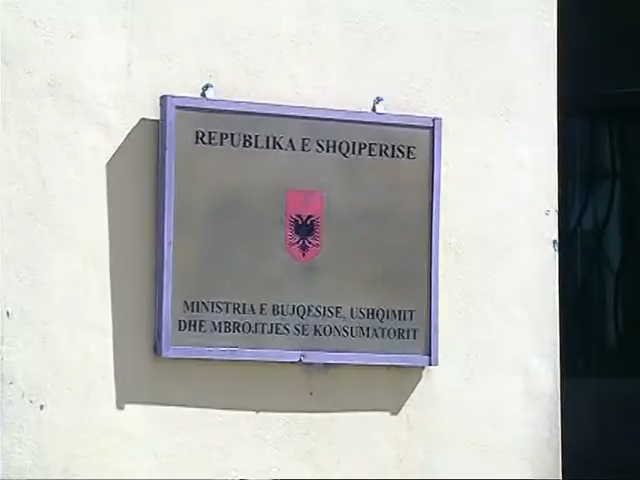 REPUBLIKA E SHQIPERISE
MINISTRIA E BUJQESISE, USHQIMIT
DHE MBROJTJES SE KONSUMATORIT